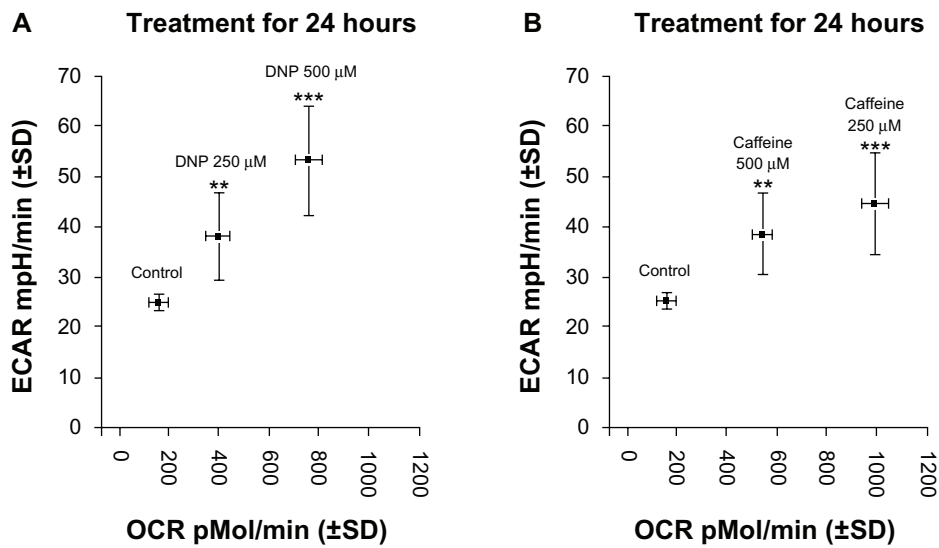 A Treatment for 24 hours
ECAR mpH/min (±SD)
70
60
50
40
30
20
10
0
DNP 500 μM
***
DNP 250 μM
**
Control
0 200 400 600 800 1000 1200
OCR pMol/min (±SD)
B Treatment for 24 hours
ECAR mpH/min (±SD)
70
60
50
40
30
20
10
0
Caffeine
250 μM
***
Caffeine
500 μM
**
Control
0 200 400 600 800 1000 1200
OCR pMol/min (±SD)